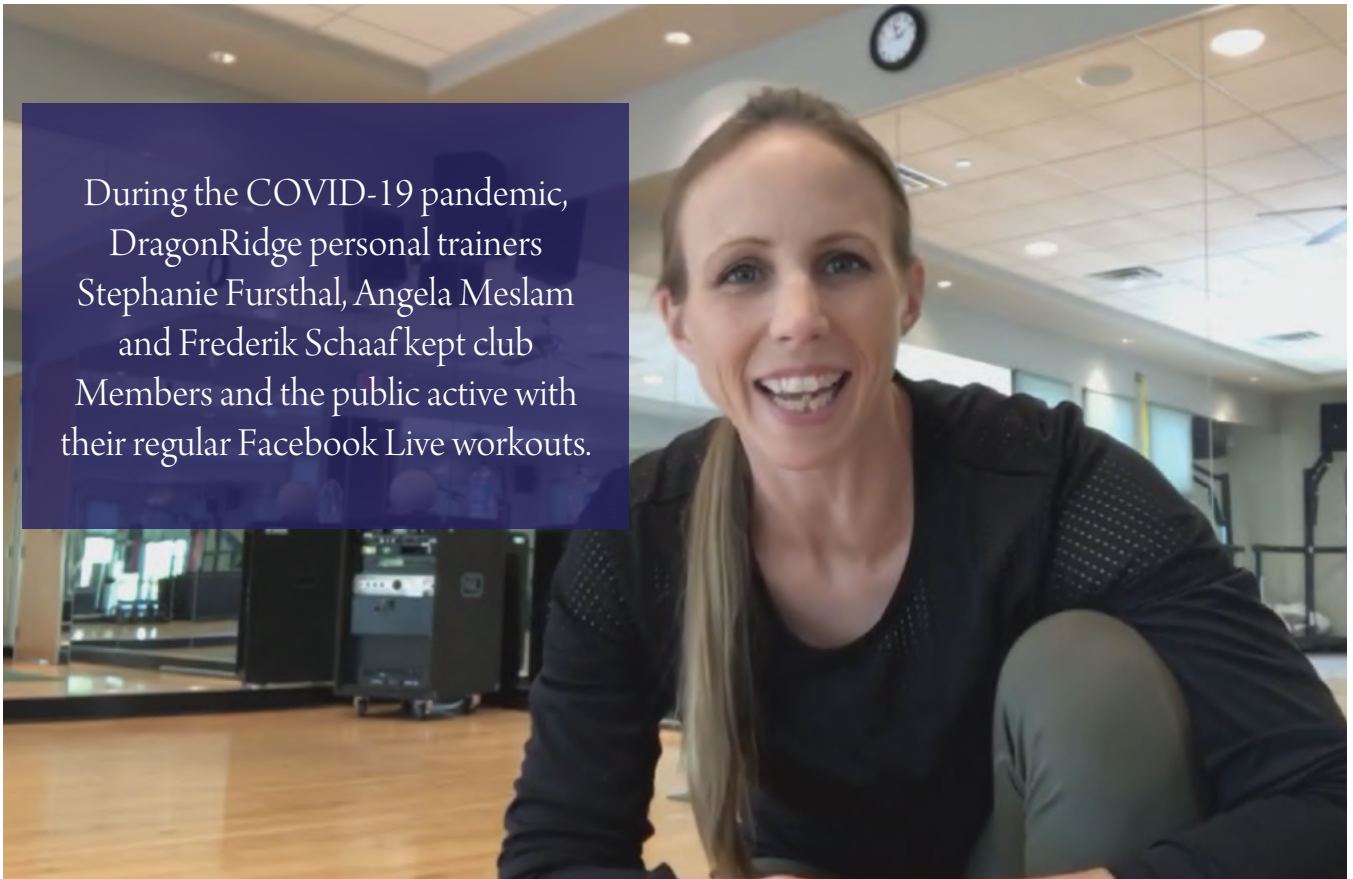 During the COVID-19 pandemic,
DragonRidge personal trainers
Stephanie Fursthal, Angela Meslam
and Frederik Schaaf kept club
Members and the public active with
their regular Facebook Live workouts.